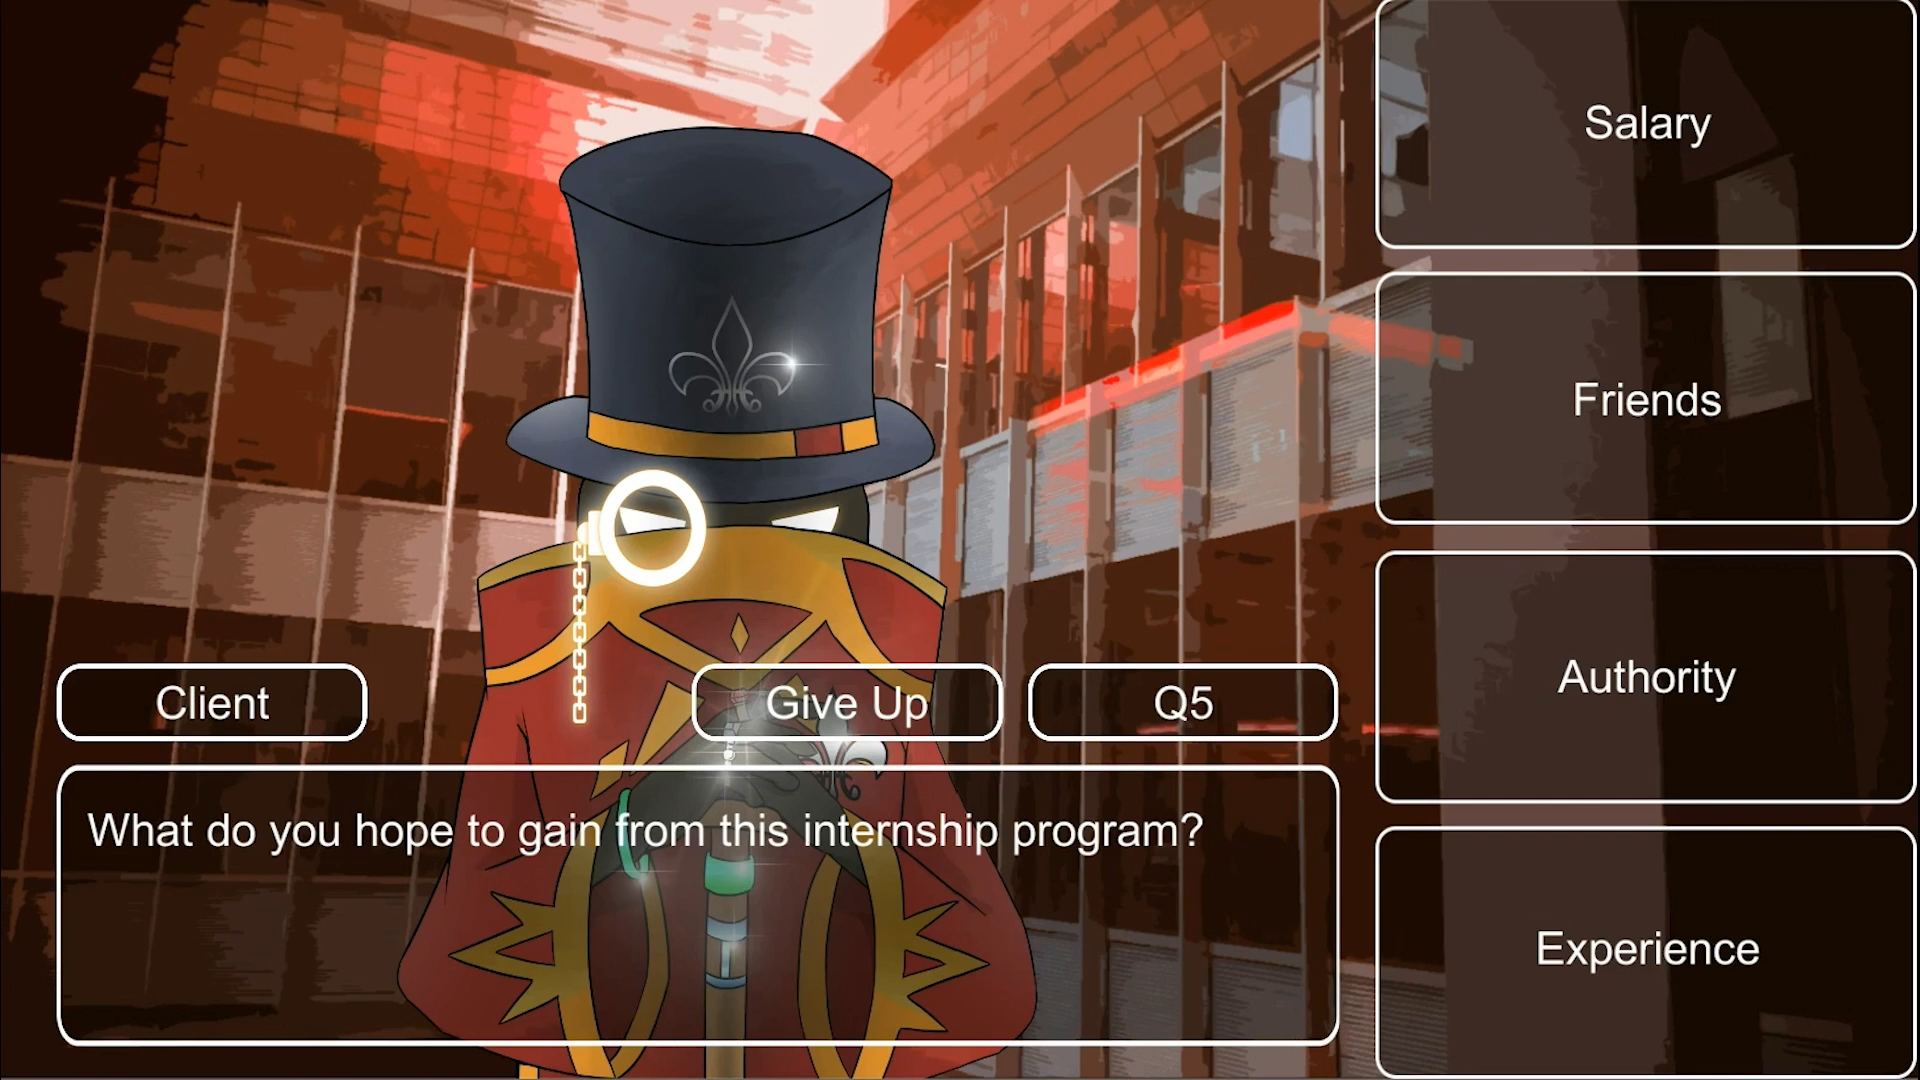 Client
Give Up
Q5
What do you hope to gain from this internship program?
Salary
Friends
Authority
Experience